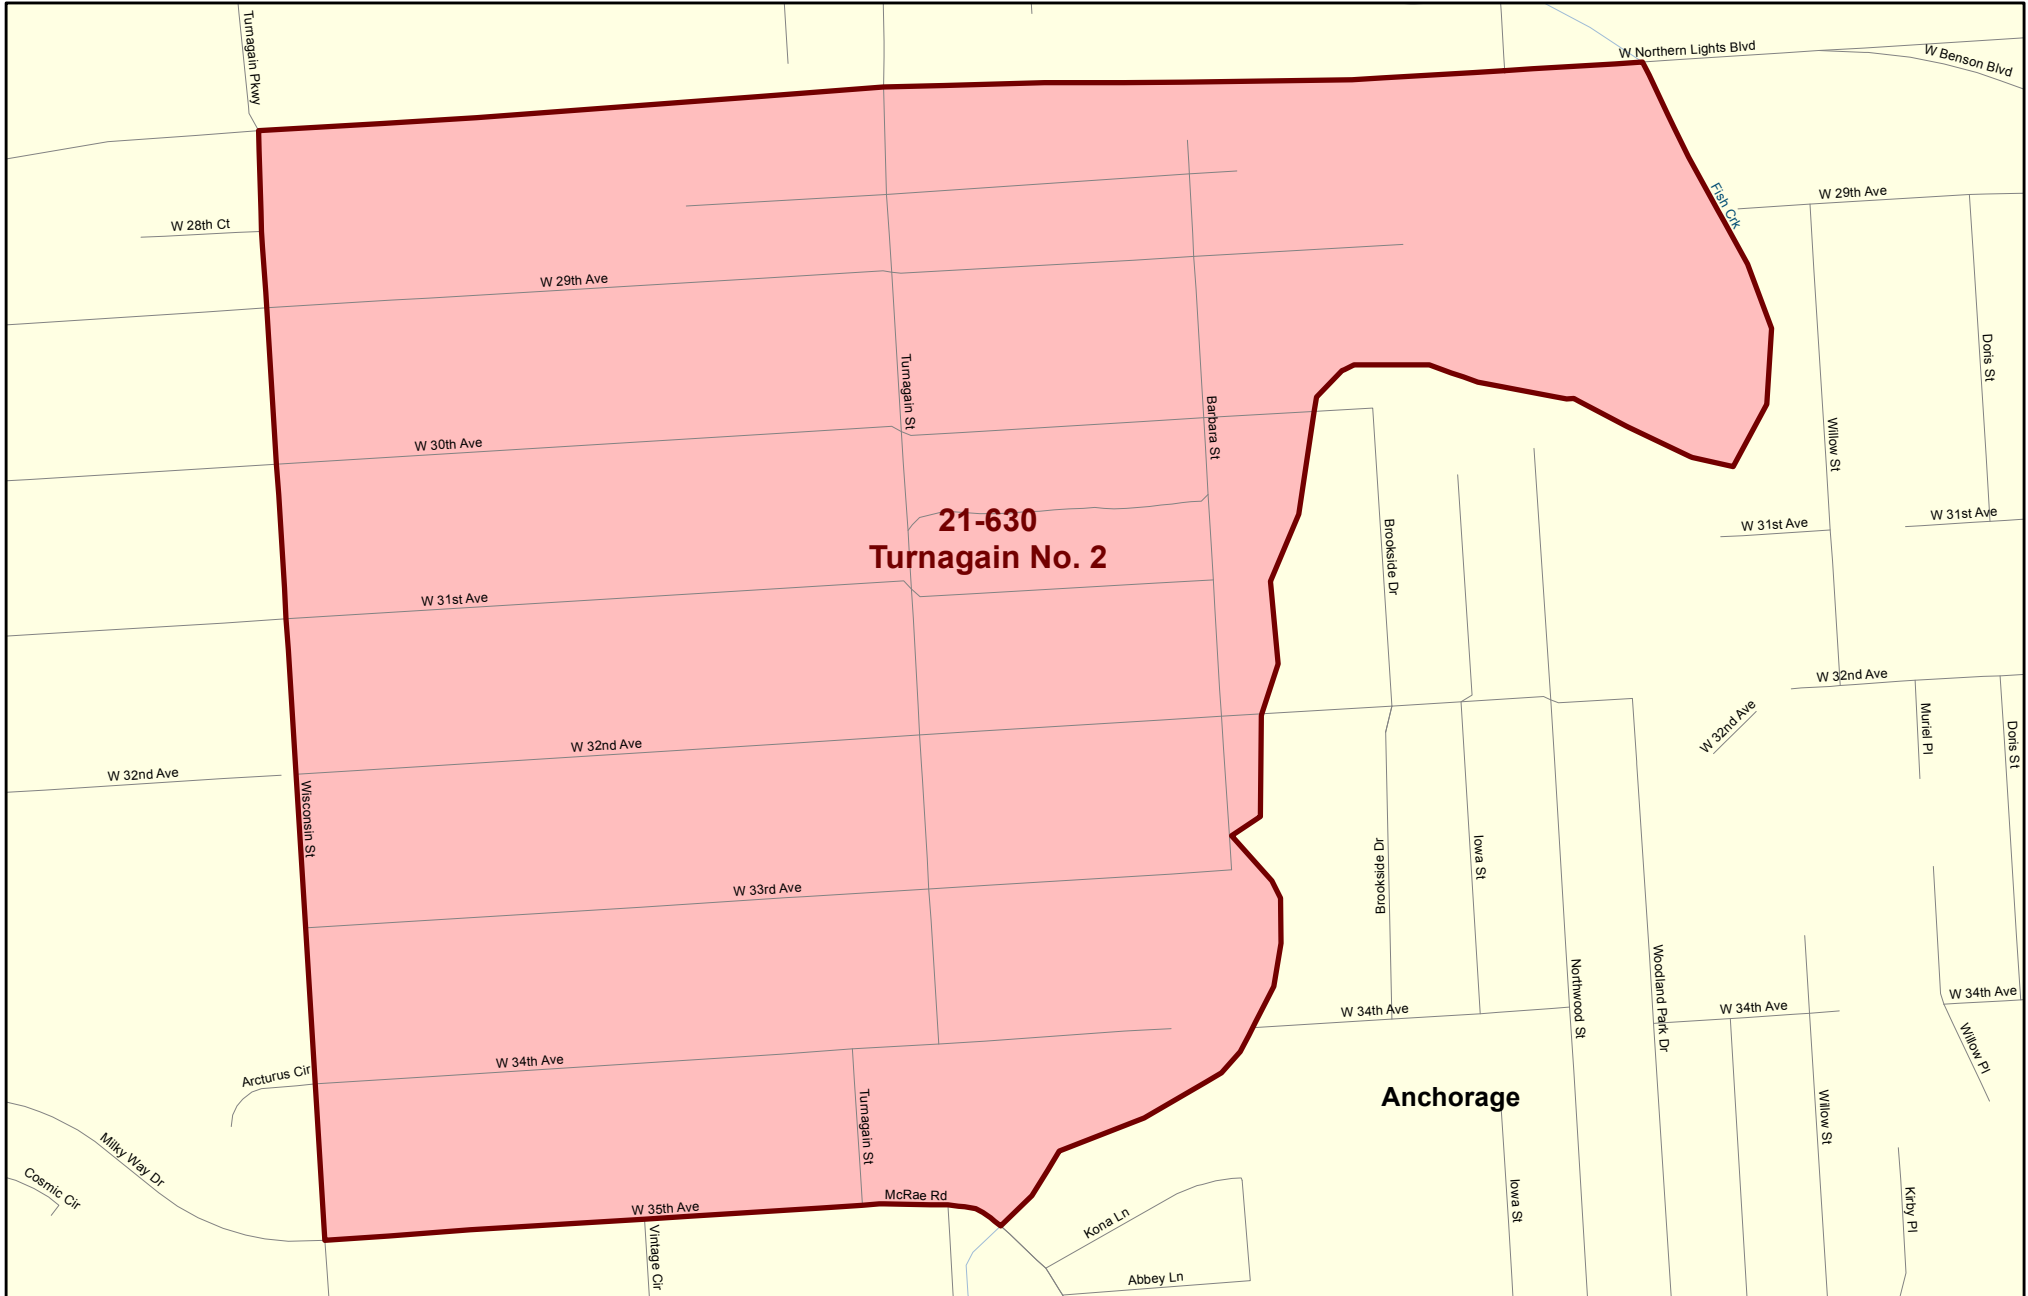 Turnagain Pkwy
W Northern Lights Blvd
W Benson Blvd
W 28th Ct
Fish Crk
W 29th Ave
W 29th Ave
Turnagain St
Barbara St
Doris St
W 30th Ave
Willow St
21-630
Turnagain No. 2
Brookside Dr
W 31st Ave
W 31st Ave
W 31st Ave
W 32nd Ave
W 32nd Ave
W 32nd Ave
W 32nd Ave
Muriel Pl
Doris St
Wisconsin St
Brookside Dr
Iowa St
W 33rd Ave
Northwood St
Woodland Park Dr
W 34th Ave
W 34th Ave
W 34th Ave
W 34th Ave
Willow Pl
Arcturus Cir
Anchorage
Turnagain St
Willow St
Milky Way Dr
Cosmic Cir
McRae Rd
W 35th Ave
Iowa St
Kirby Pl
Vintage Cir
Kona Ln
Abbey Ln